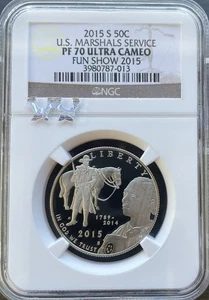 2015 S 50C
U.S. MARSHALS SERVICE
PF 70 ULTRA CAMEO
FUN SHOW 2015
3980787-013
NGC
LIBERTY
1789-
2014
2015
S
IN GOD WE TRUST